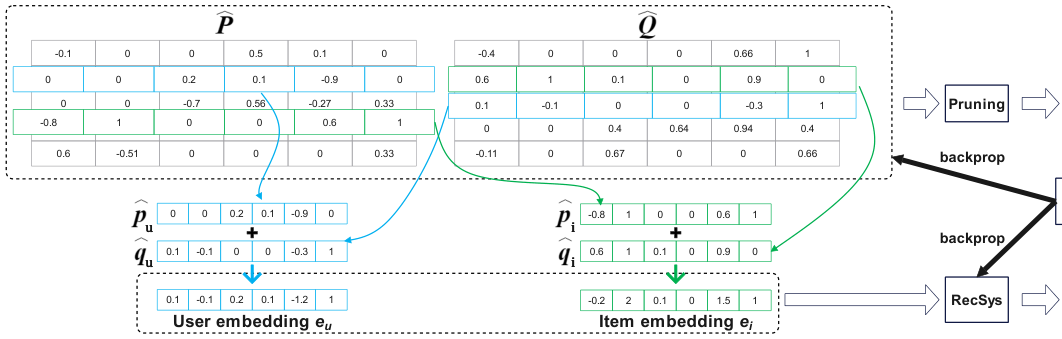 P̂ Q̂
-0.1 0 0 0.5 0.1 0
-0.4 0 0 0 0.66 1
0 0 0.2 0.1 -0.9 0
0.6 1 0.1 0 0.9 0
0 0 -0.7 0.56 -0.27 0.33
0.1 -0.1 0 0 -0.3 1
-0.8 1 0 0 0.6 1
0 0 0.4 0.64 0.94 0.4
0.6 -0.51 0 0 0 0.33
-0.11 0 0.67 0 0 0.66
Pruning
backprop
p̂u 0 0 0.2 0.1 -0.9 0
+
q̂u 0.1 -0.1 0 0 -0.3 1
0.1 -0.1 0.2 0.1 -1.2 1
User embedding eu
p̂i -0.8 1 0 0 0.6 1
+
q̂i 0.6 1 0.1 0 0.9 0
-0.2 2 0.1 0 1.5 1
Item embedding ei
backprop
RecSys